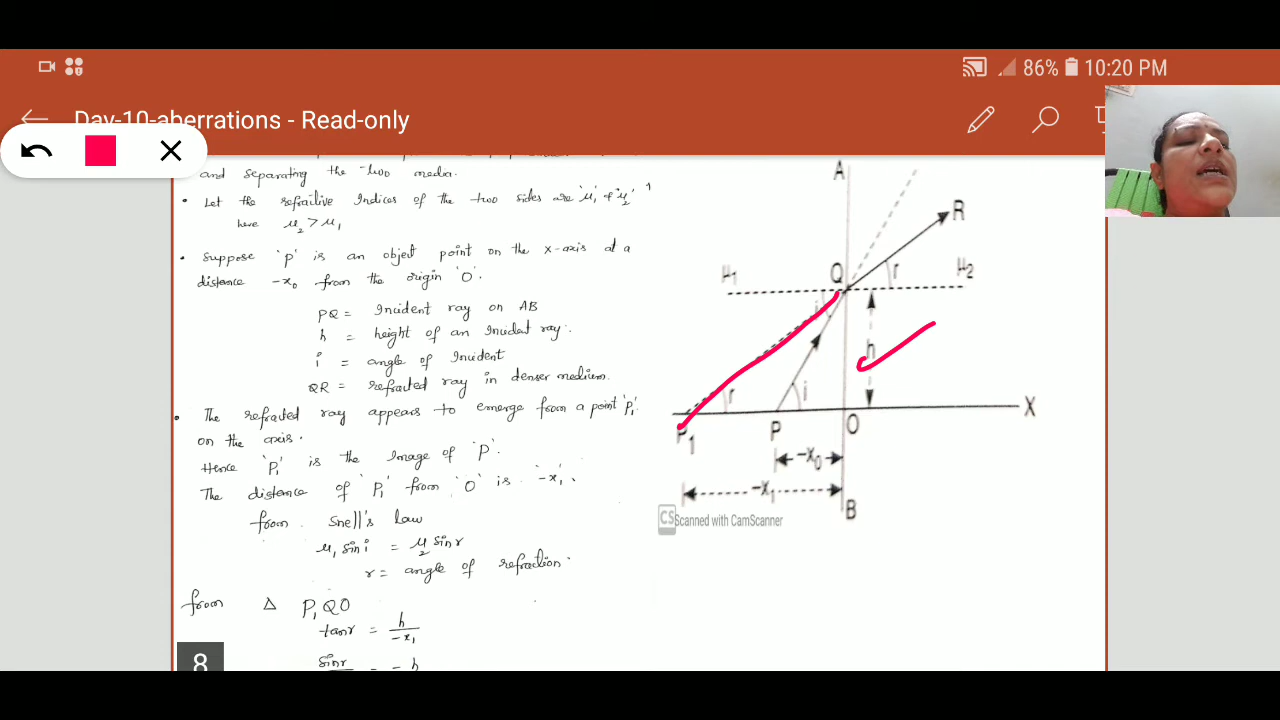 86% 10:20 PM
Day-10-aberrations - Read-only
and separating the two media.
• Let the refractive Indices of the two sides are 'μ₁' & 'μ₂'
here μ₂ > μ₁
• Suppose 'P' is an object point on the x-axis at a
distance -x₀ from the origin 'O'.
PQ = Incident ray on AB
h = height of an Incident ray.
i = angle of Incident
QR = refracted ray in denser medium.
• The refracted ray appears to emerge from a point 'P₁'
on the axis.
Hence 'P₁' is the Image of 'P'.
The distance of 'P₁' from 'O' is '-x₁'.
from Snell's law
μ₁ sin i = μ₂ sin r
r = angle of refraction.
from Δ P₁QO
tan r = h / -x₁
sin r = - h
8
A
R
Q
r
μ₁
μ₂
i
h
r
i
X
P₁
P
O
-x₀
-x₁
B
CS Scanned with CamScanner